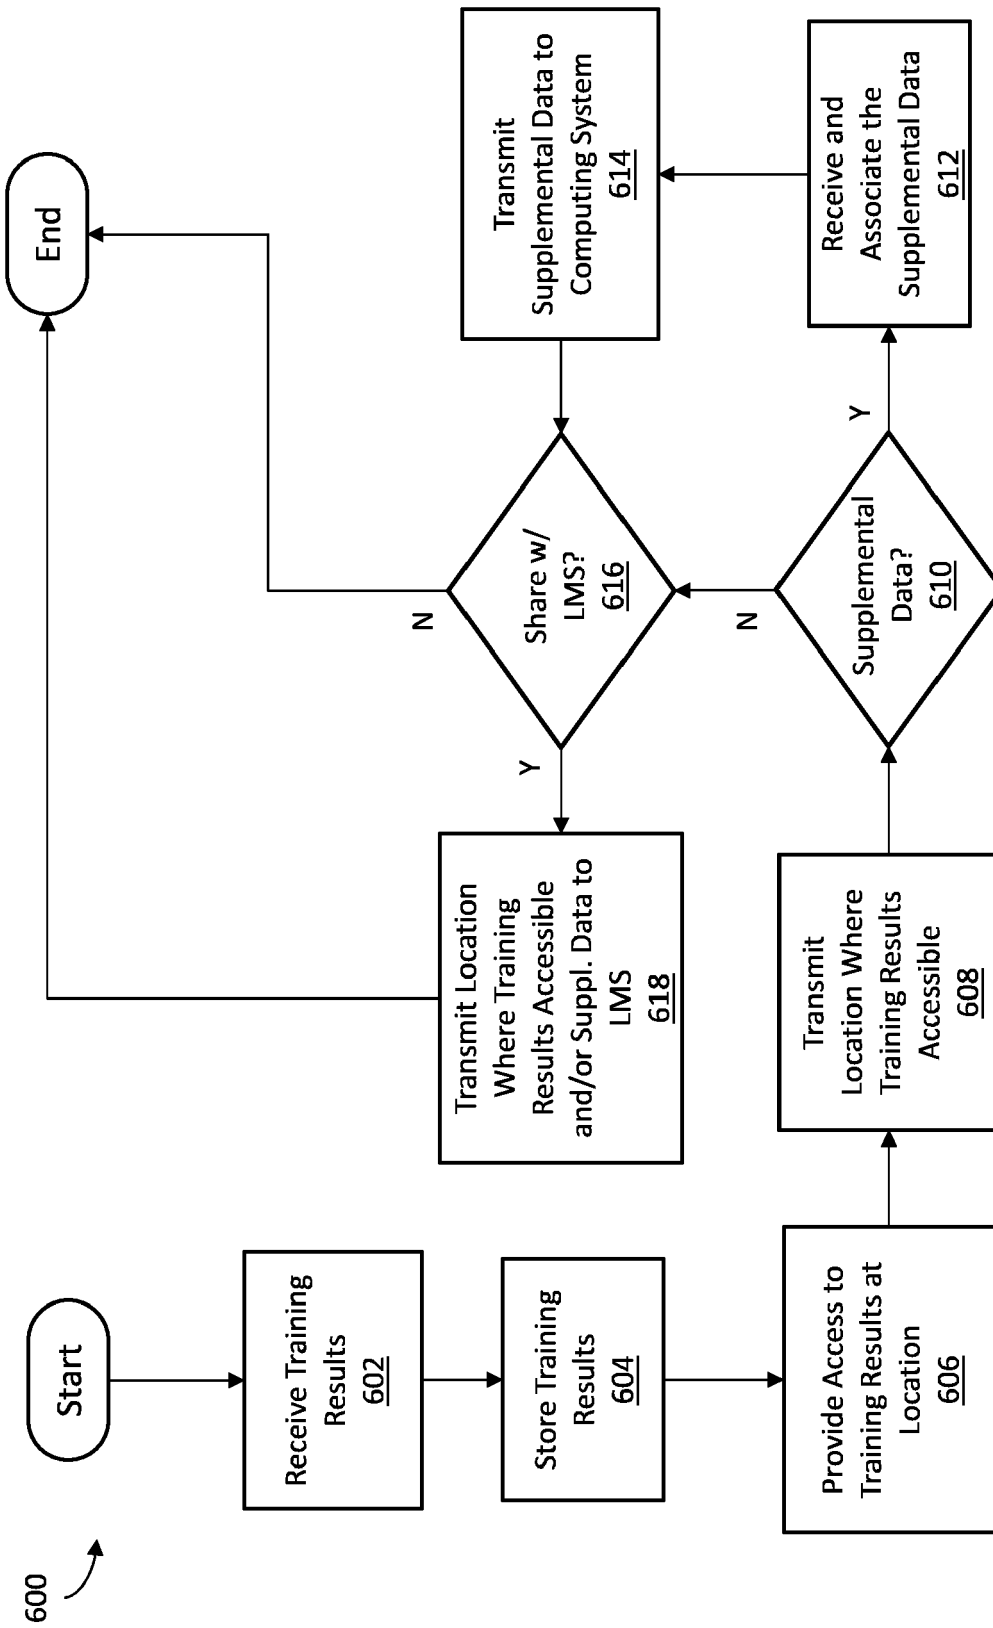 600
Start
Receive Training
Results
602
Store Training
Results
604
Provide Access to
Training Results at
Location
606
Transmit
Location Where
Training Results
Accessible
608
Supplemental
Data?
610
Y
N
Receive and
Associate the
Supplemental Data
612
Transmit
Supplemental Data to
Computing System
614
Share w/
LMS?
616
Y
N
Transmit Location
Where Training
Results Accessible
and/or Suppl. Data to
LMS
618
End